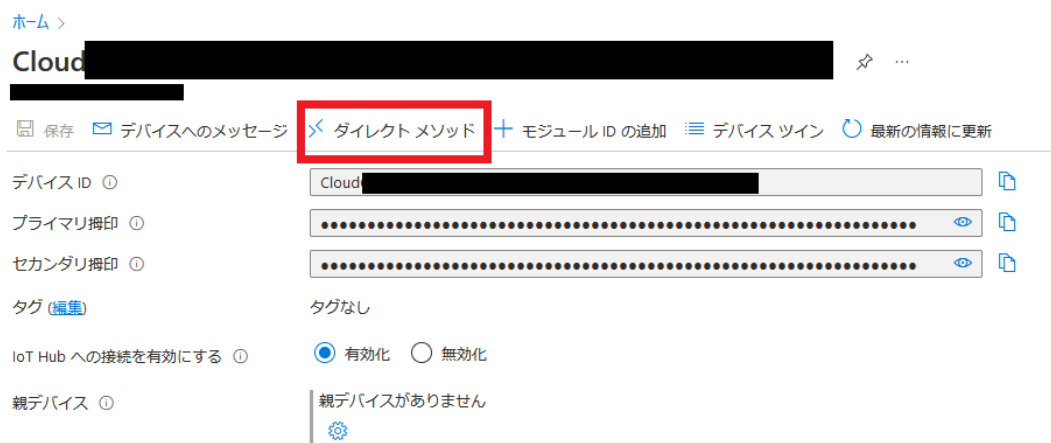 ホーム >
Cloud
保存 デバイスへのメッセージ ダイレクト メソッド モジュール ID の追加 デバイス ツイン 最新の情報に更新
デバイス ID Cloud
プライマリ拇印 ••••••••••••••••••••••••••••••••••••••••••••••••••••••••••••••••
セカンダリ拇印 ••••••••••••••••••••••••••••••••••••••••••••••••••••••••••••••••
タグ (編集) タグなし
IoT Hub への接続を有効にする 有効化 無効化
親デバイス 親デバイスがありません